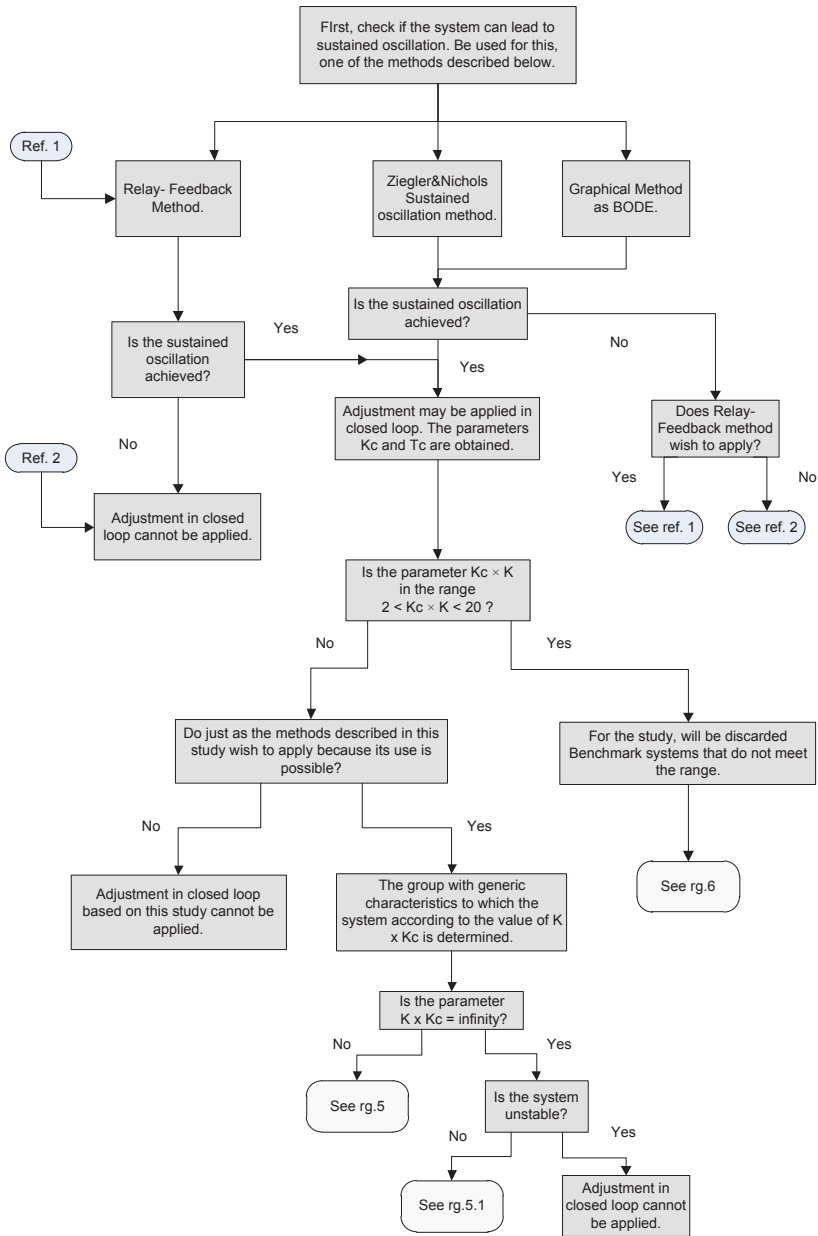 FIrst, check if the system can lead to
sustained oscillation. Be used for this,
one of the methods described below.
Ref. 1
Relay- Feedback
Method.
Ziegler&Nichols
Sustained
oscillation method.
Graphical Method
as BODE.
Is the sustained oscillation
achieved?
Yes
No
Is the sustained
oscillation
achieved?
Yes
Adjustment may be applied in
closed loop. The parameters
Kc and Tc are obtained.
Does Relay-
Feedback method
wish to apply?
No
Ref. 2
Yes
No
Adjustment in closed
loop cannot be applied.
See ref. 1
See ref. 2
Is the parameter Kc × K
in the range
2 < Kc × K < 20 ?
No
Yes
Do just as the methods described in this
study wish to apply because its use is
possible?
For the study, will be discarded
Benchmark systems that do not meet
the range.
No
Yes
Adjustment in closed loop
based on this study cannot be
applied.
The group with generic
characteristics to which the
system according to the value of K
x Kc is determined.
See rg.6
Is the parameter
K x Kc = infinity?
No
Yes
See rg.5
Is the system
unstable?
No
Yes
See rg.5.1
Adjustment in
closed loop cannot
be applied.